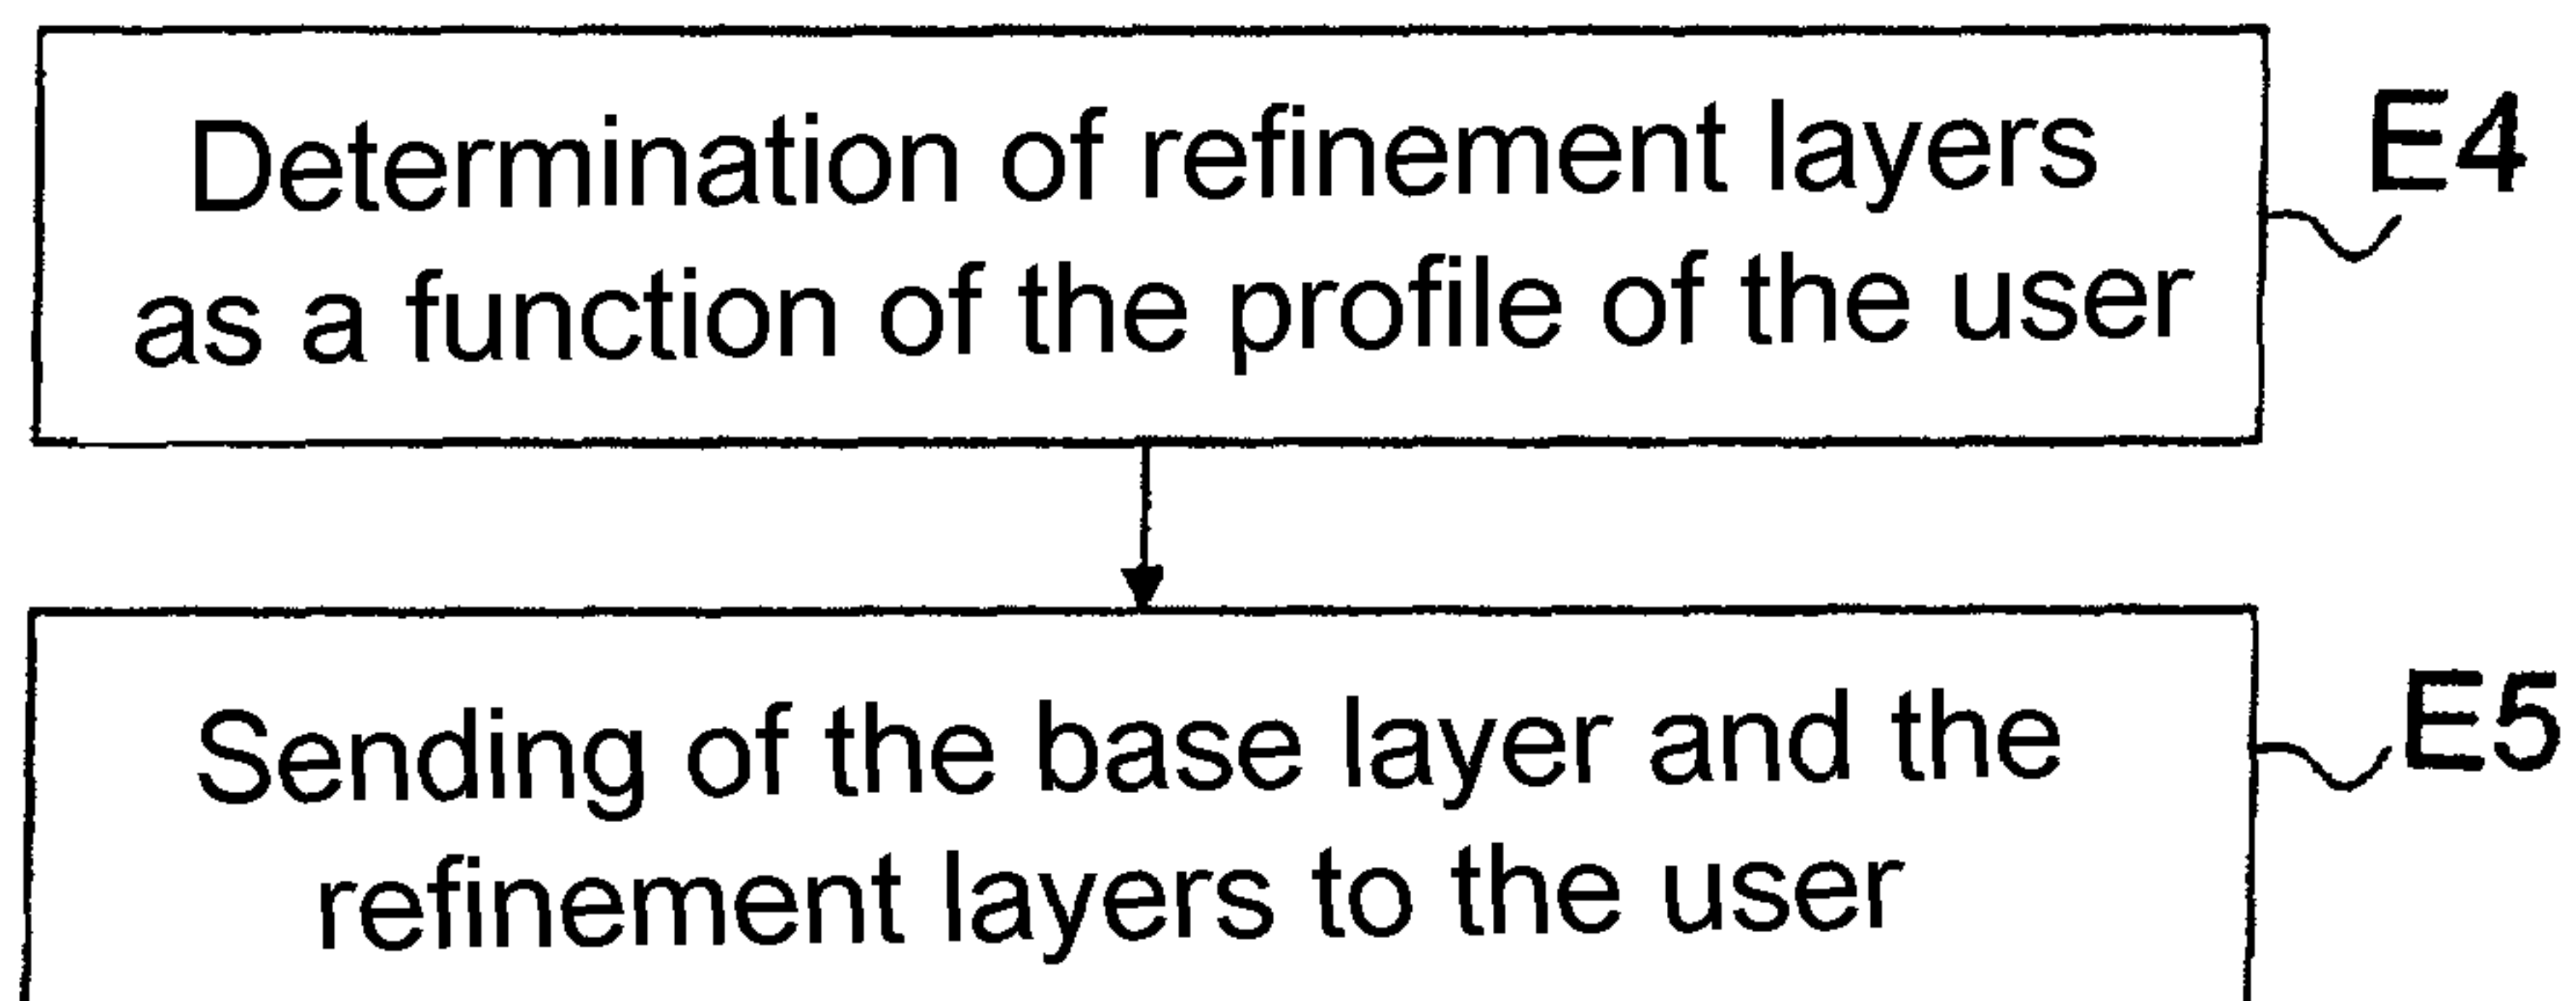 Determination of refinement layers
as a function of the profile of the user
E4
Sending of the base layer and the
refinement layers to the user
E5